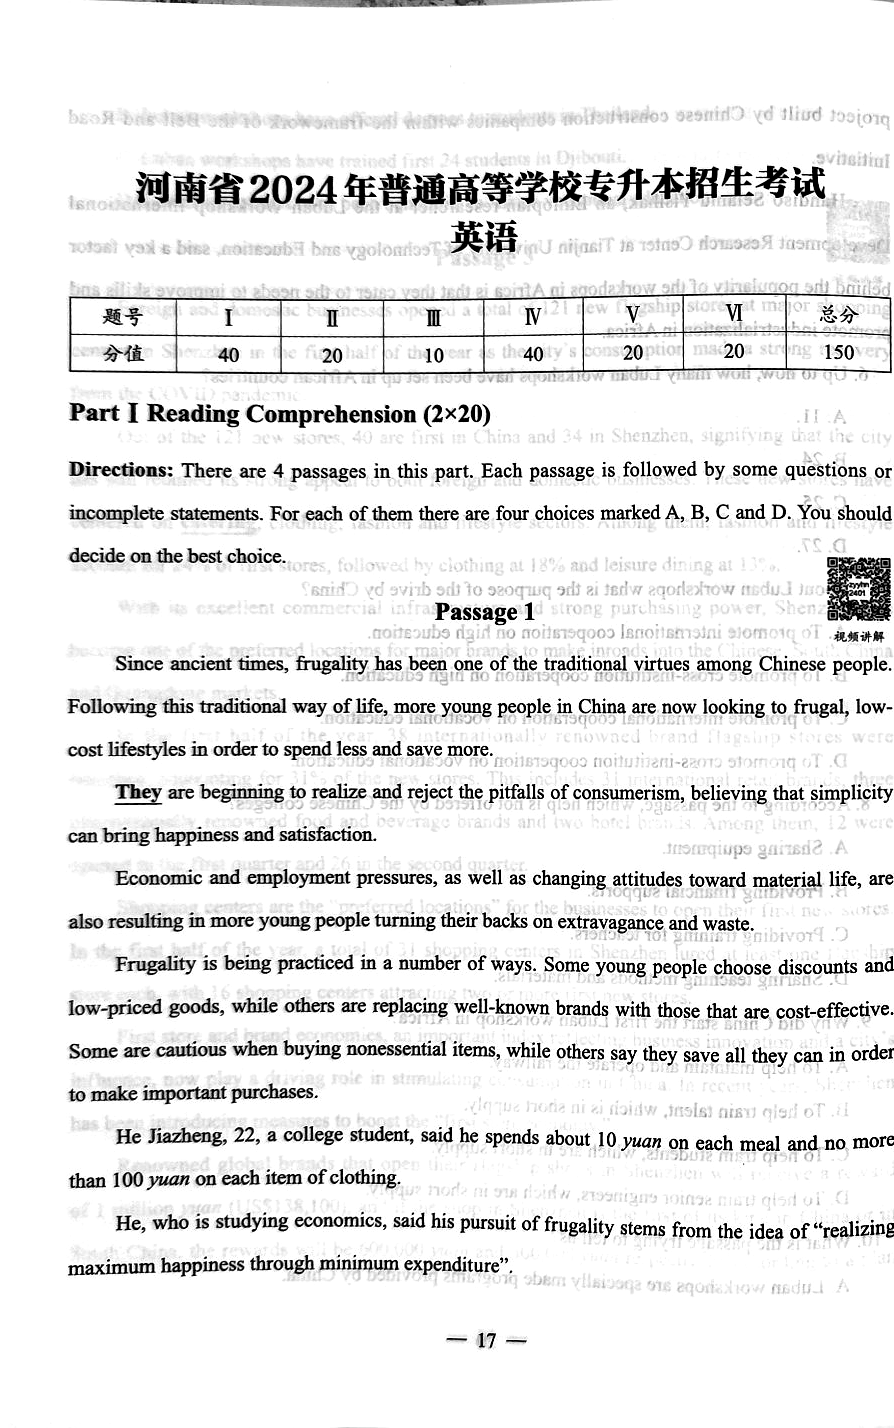 河南省2024年普通高等学校专升本招生考试
英语
题号 Ⅰ Ⅱ Ⅲ Ⅳ Ⅴ Ⅵ 总分
分值 40 20 10 40 20 20 150
Part Ⅰ Reading Comprehension (2×20)
Directions: There are 4 passages in this part. Each passage is followed by some questions or
incomplete statements. For each of them there are four choices marked A, B, C and D. You should
decide on the best choice.
Passage 1
视频讲解
Since ancient times, frugality has been one of the traditional virtues among Chinese people.
Following this traditional way of life, more young people in China are now looking to frugal, low-
cost lifestyles in order to spend less and save more.
They are beginning to realize and reject the pitfalls of consumerism, believing that simplicity
can bring happiness and satisfaction.
Economic and employment pressures, as well as changing attitudes toward material life, are
also resulting in more young people turning their backs on extravagance and waste.
Frugality is being practiced in a number of ways. Some young people choose discounts and
low-priced goods, while others are replacing well-known brands with those that are cost-effective.
Some are cautious when buying nonessential items, while others say they save all they can in order
to make important purchases.
He Jiazheng, 22, a college student, said he spends about 10 yuan on each meal and no more
than 100 yuan on each item of clothing.
He, who is studying economics, said his pursuit of frugality stems from the idea of “realizing
maximum happiness through minimum expenditure”.
— 17 —